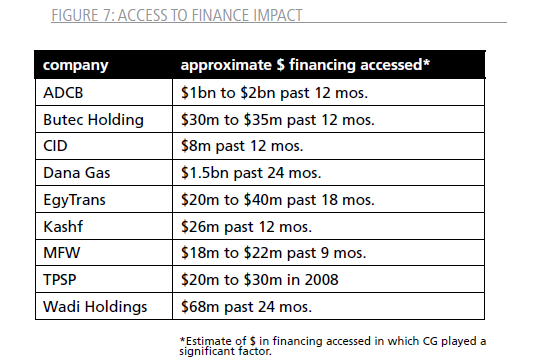 FIGURE 7: ACCESS TO FINANCE IMPACT
company approximate $ financing accessed*
ADCB $1bn to $2bn past 12 mos.
Butec Holding $30m to $35m past 12 mos.
CID $8m past 12 mos.
Dana Gas $1.5bn past 24 mos.
EgyTrans $20m to $40m past 18 mos.
Kashf $26m past 12 mos.
MFW $18m to $22m past 9 mos.
TPSP $20m to $30m in 2008
Wadi Holdings $68m past 24 mos.
*Estimate of $ in financing accessed in which CG played a
significant factor.